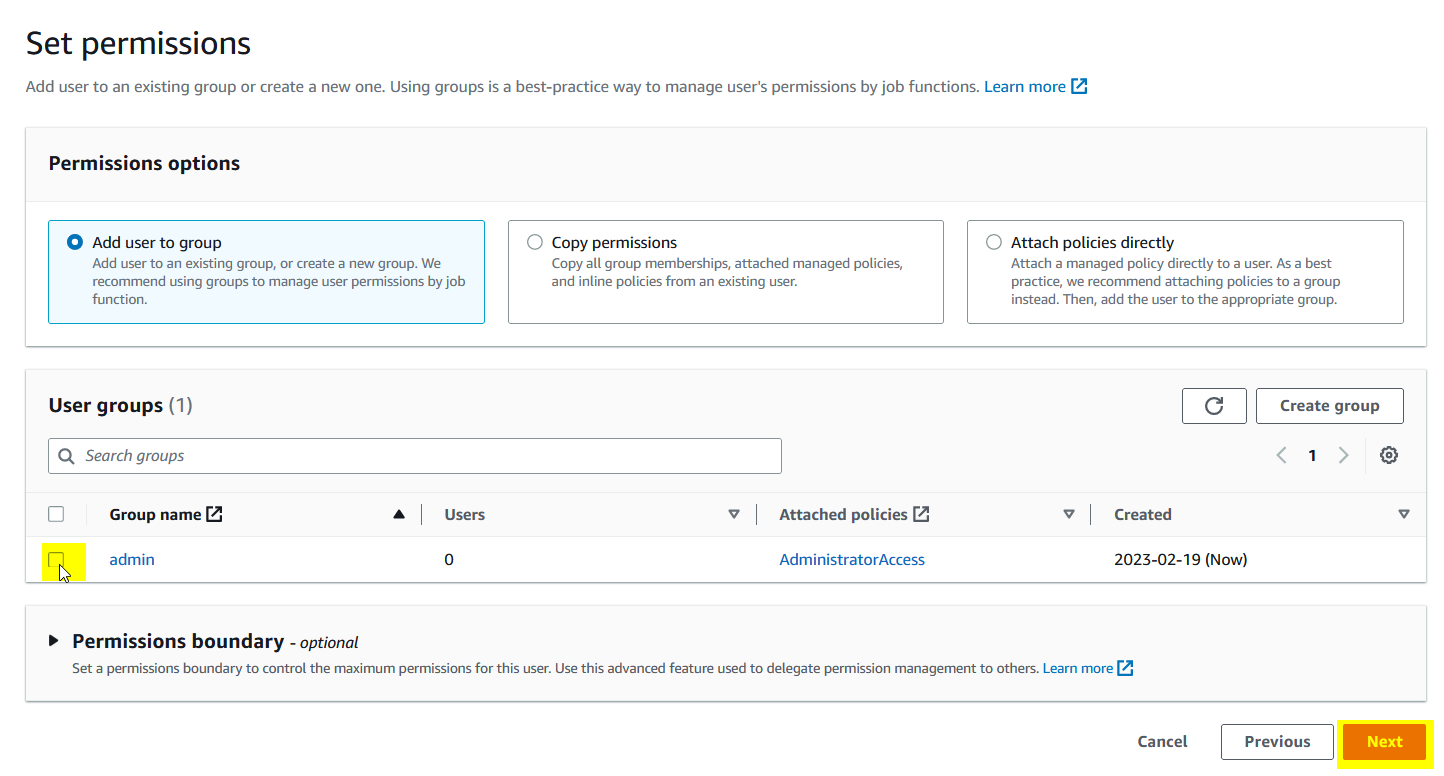 Set permissions
Add user to an existing group or create a new one. Using groups is a best-practice way to manage user's permissions by job functions. Learn more
Permissions options
Add user to group
Add user to an existing group, or create a new group. We
recommend using groups to manage user permissions by job
function.
Copy permissions
Copy all group memberships, attached managed policies,
and inline policies from an existing user.
Attach policies directly
Attach a managed policy directly to a user. As a best
practice, we recommend attaching policies to a group
instead. Then, add the user to the appropriate group.
User groups (1)
Create group
Search groups
1
Group name Users Attached policies Created
admin 0 AdministratorAccess 2023-02-19 (Now)
Permissions boundary - optional
Set a permissions boundary to control the maximum permissions for this user. Use this advanced feature used to delegate permission management to others. Learn more
Cancel Previous Next